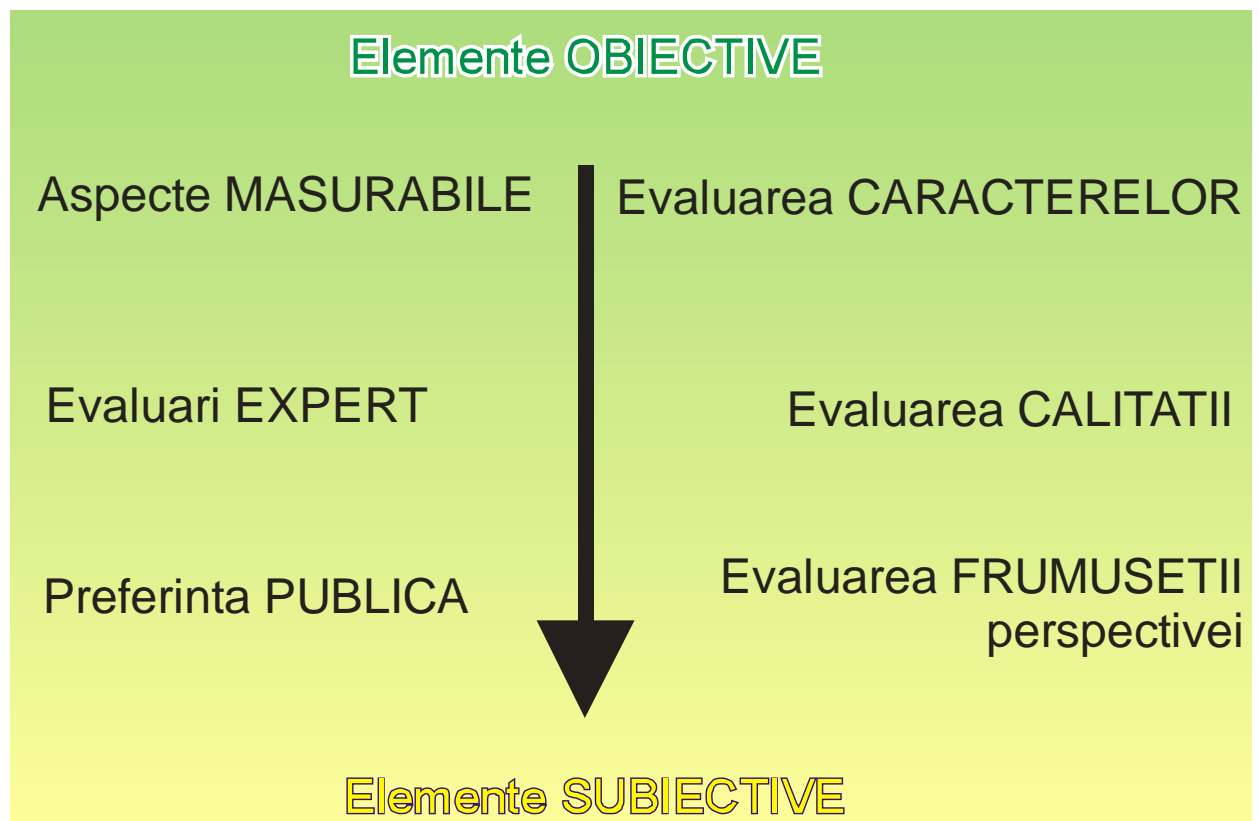 Elemente OBIECTIVE
Aspecte MASURABILE
Evaluarea CARACTERELOR
Evaluari EXPERT
Evaluarea CALITATII
Preferinta PUBLICA
Evaluarea FRUMUSETII
perspectivei
Elemente SUBIECTIVE